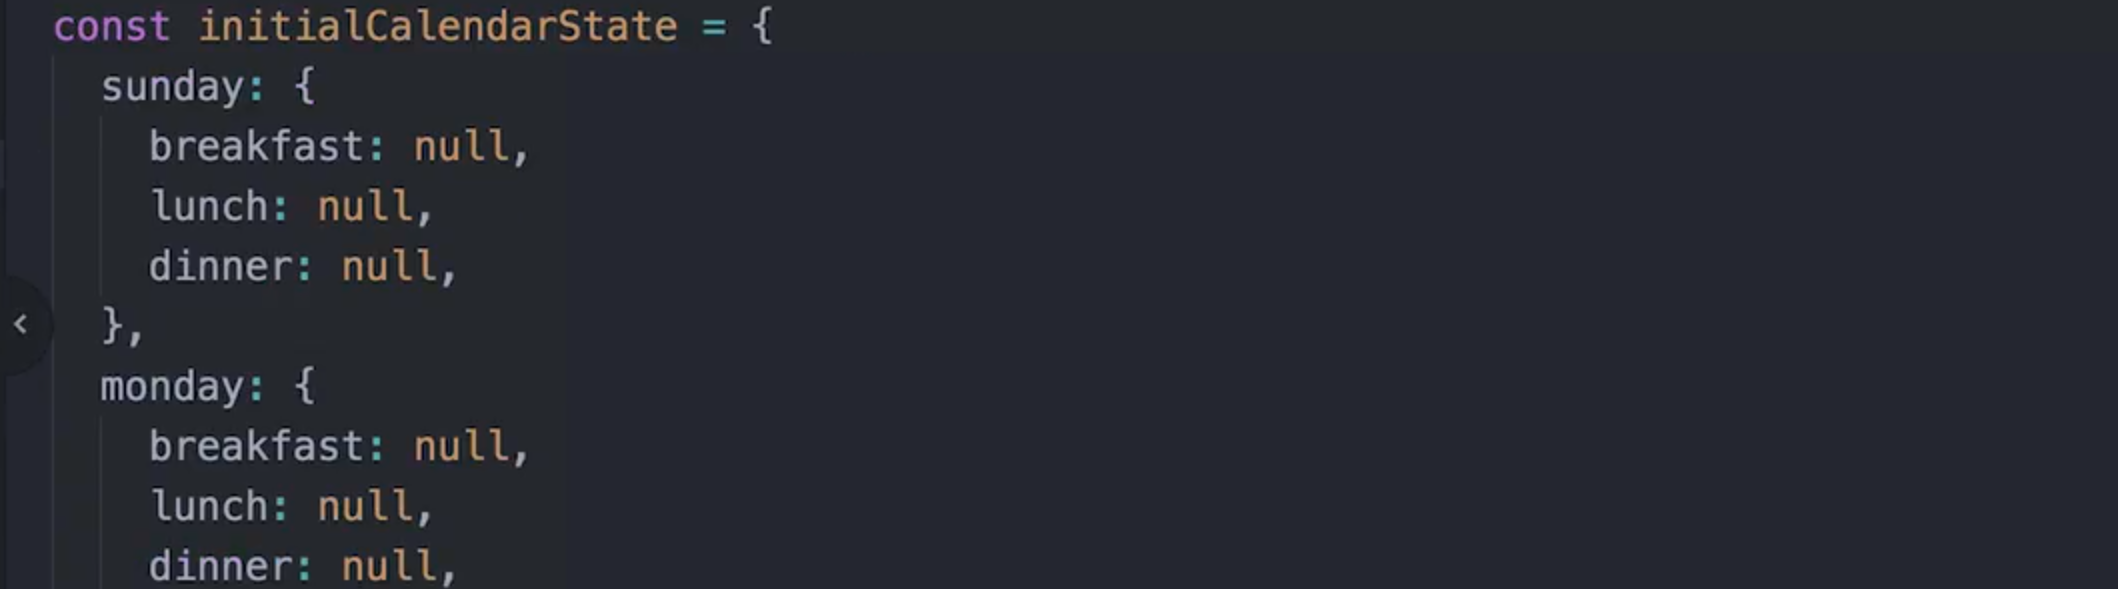 const initialCalendarState = {
  sunday: {
    breakfast: null,
    lunch: null,
    dinner: null,
  },
  monday: {
    breakfast: null,
    lunch: null,
    dinner: null,